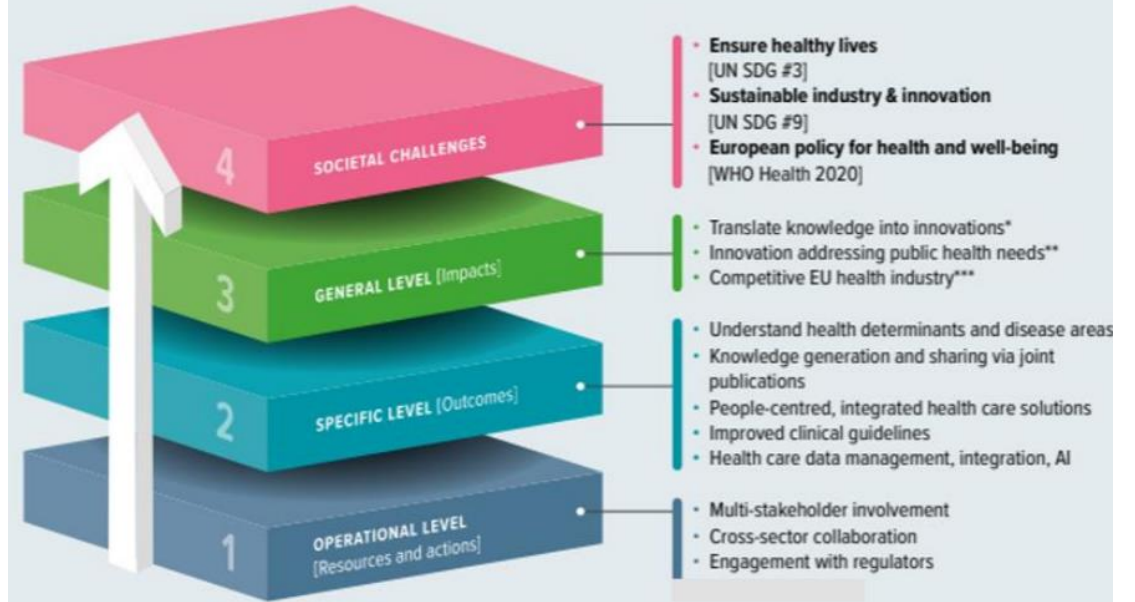 4
SOCIETAL CHALLENGES
• Ensure healthy lives
[UN SDG #3]
• Sustainable industry & innovation
[UN SDG #9]
• European policy for health and well-being
[WHO Health 2020]
3
GENERAL LEVEL [Impacts]
• Translate knowledge into innovations*
• Innovation addressing public health needs**
• Competitive EU health industry***
2
SPECIFIC LEVEL [Outcomes]
• Understand health determinants and disease areas
• Knowledge generation and sharing via joint
publications
• People-centred, integrated health care solutions
• Improved clinical guidelines
• Health care data management, integration, AI
1
OPERATIONAL LEVEL
[Resources and actions]
• Multi-stakeholder involvement
• Cross-sector collaboration
• Engagement with regulators